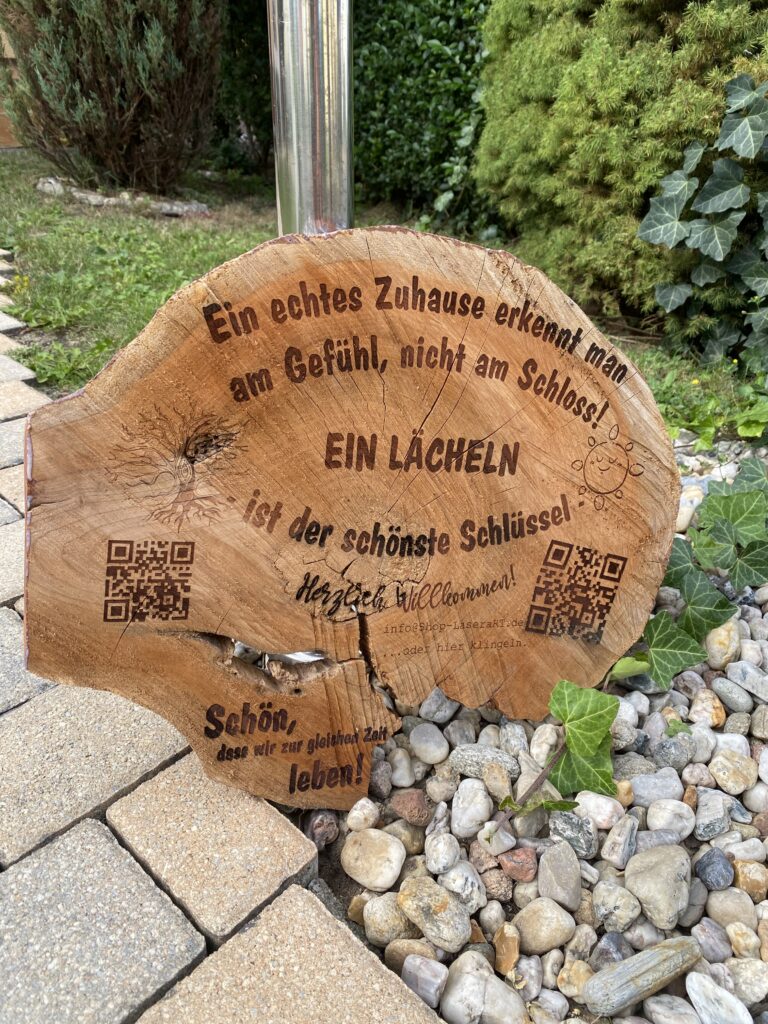 Ein echtes Zuhause erkennt man
am Gefühl, nicht am Schloss!
EIN LÄCHELN
- ist der schönste Schlüssel -
Herzlich Willkommen!
info@Shop-LaserART.de
...oder hier klingeln.
Schön,
dass wir zur gleichen Zeit
leben!